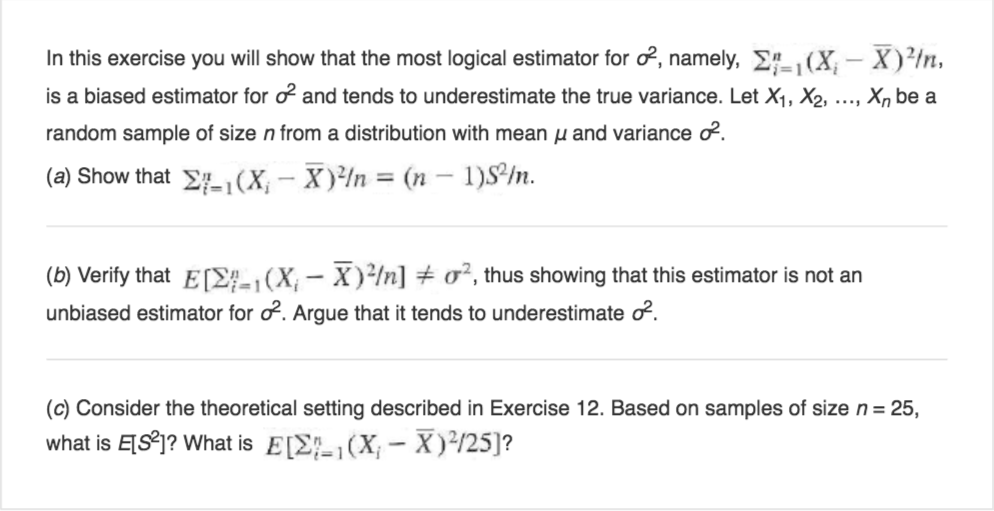 In this exercise you will show that the most logical estimator for σ², namely, Σⁿᵢ₌₁(Xᵢ − X̅)²/n,
is a biased estimator for σ² and tends to underestimate the true variance. Let X₁, X₂, ..., Xₙ be a
random sample of size n from a distribution with mean μ and variance σ².
(a) Show that Σⁿᵢ₌₁(Xᵢ − X̅)²/n = (n − 1)S²/n.
(b) Verify that E[Σⁿᵢ₌₁(Xᵢ − X̅)²/n] ≠ σ², thus showing that this estimator is not an
unbiased estimator for σ². Argue that it tends to underestimate σ².
(c) Consider the theoretical setting described in Exercise 12. Based on samples of size n = 25,
what is E[S²]? What is E[Σⁿᵢ₌₁(Xᵢ − X̅)²/25]?